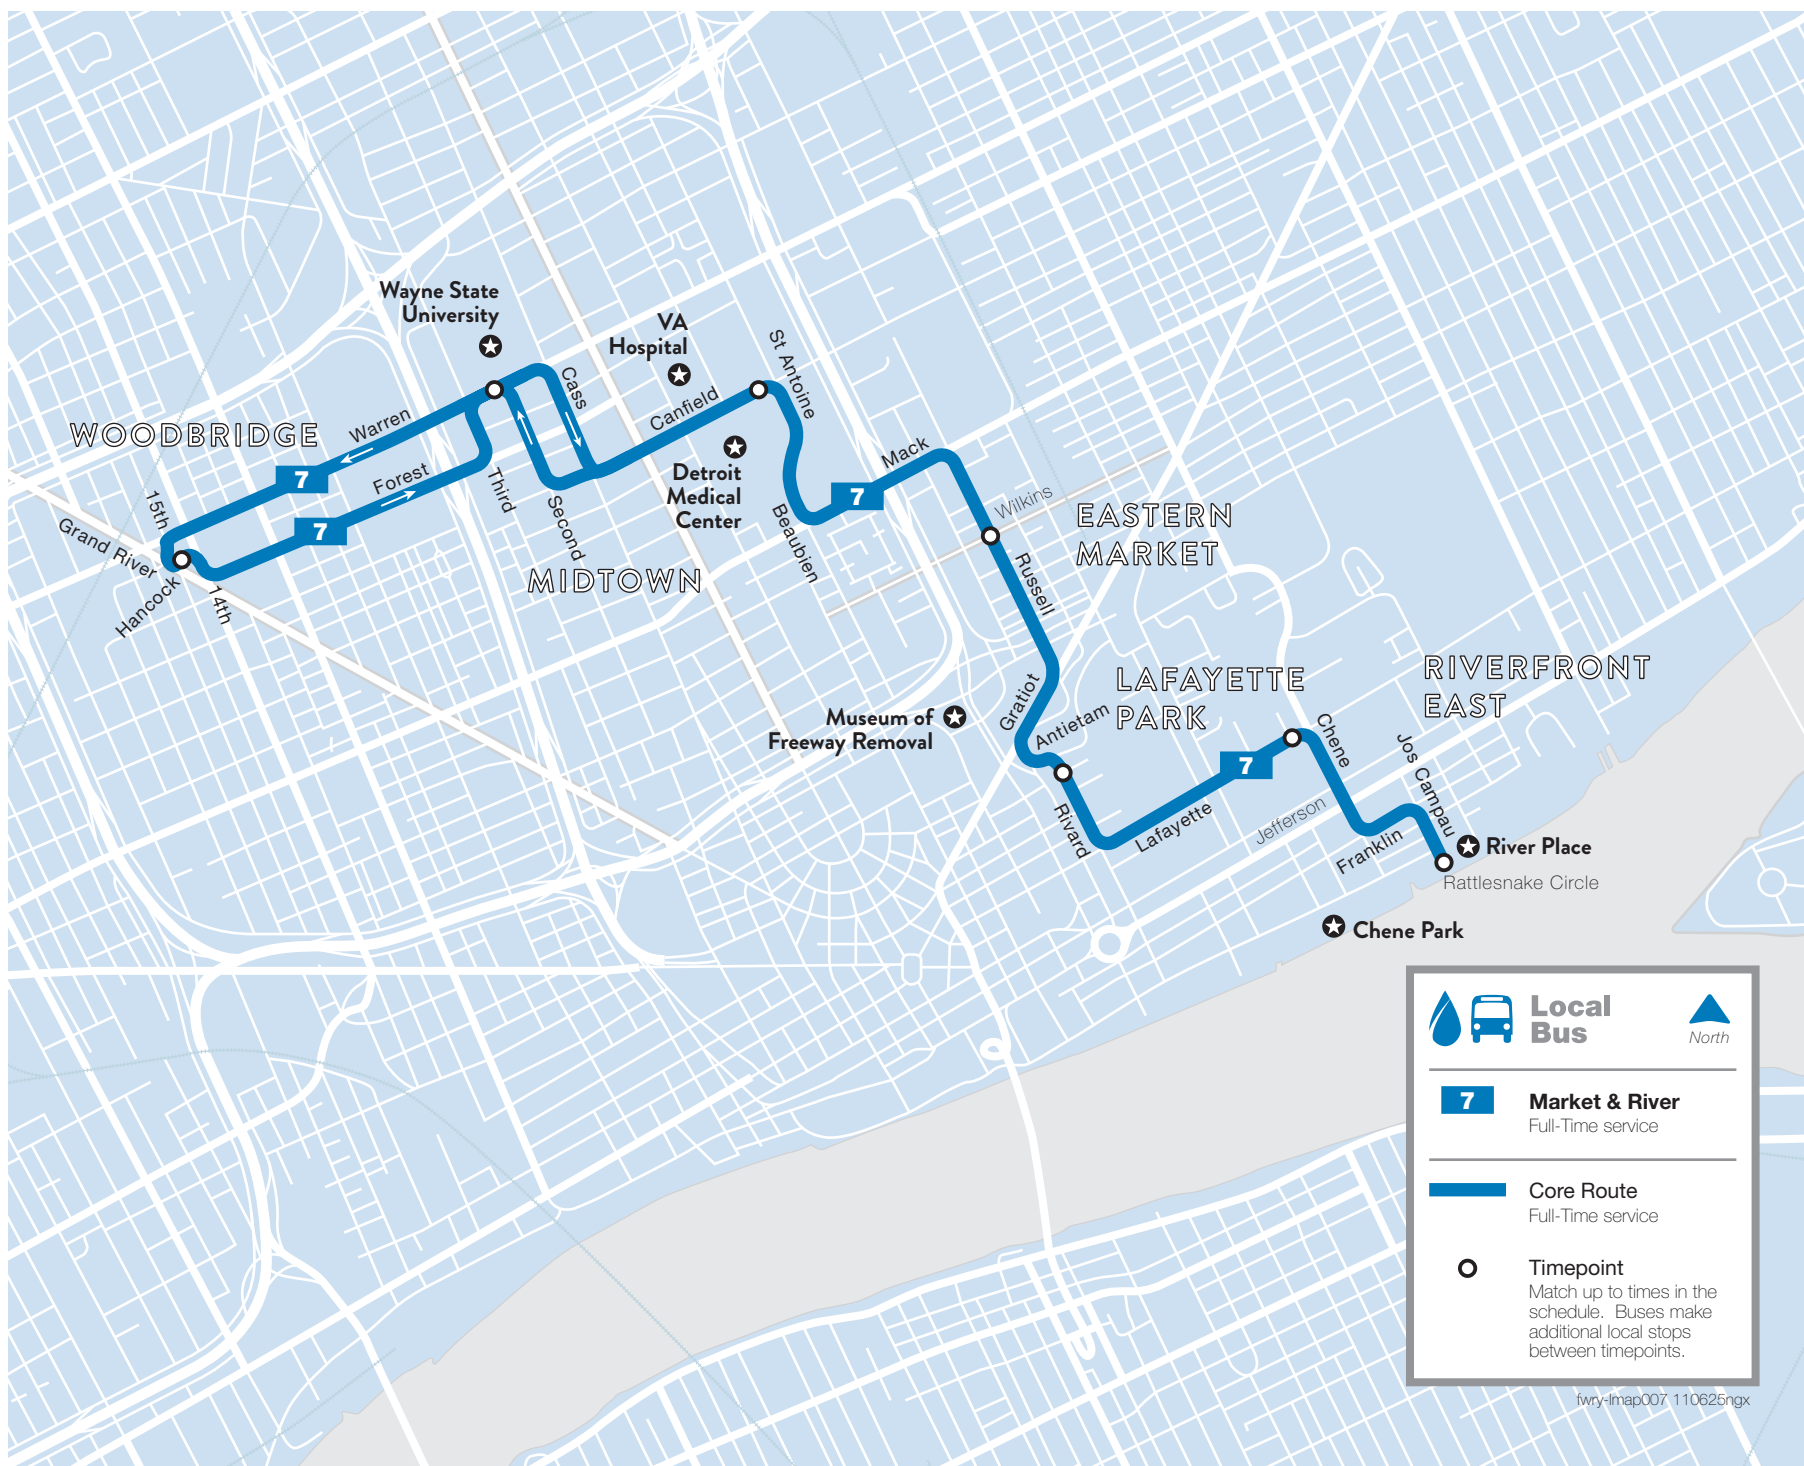 Wayne State
University
VA
Hospital
St Antoine
Cass
Canfield
WOODBRIDGE
Warren
7
Forest
7
Third
Second
15th
Grand River
Hancock
14th
MIDTOWN
Detroit
Medical
Center
Beaubien
7
Mack
Wilkins
EASTERN
MARKET
Russell
Museum of
Freeway Removal
Gratiot
Antietam
LAFAYETTE
PARK
Rivard
Lafayette
7
Chene
RIVERFRONT
EAST
Jos Campau
Jefferson
Franklin
River Place
Rattlesnake Circle
Chene Park
Local
Bus
North
7
Market & River
Full-Time service
Core Route
Full-Time service
Timepoint
Match up to times in the
schedule. Buses make
additional local stops
between timepoints.
fwry-lmap007 110625ngx